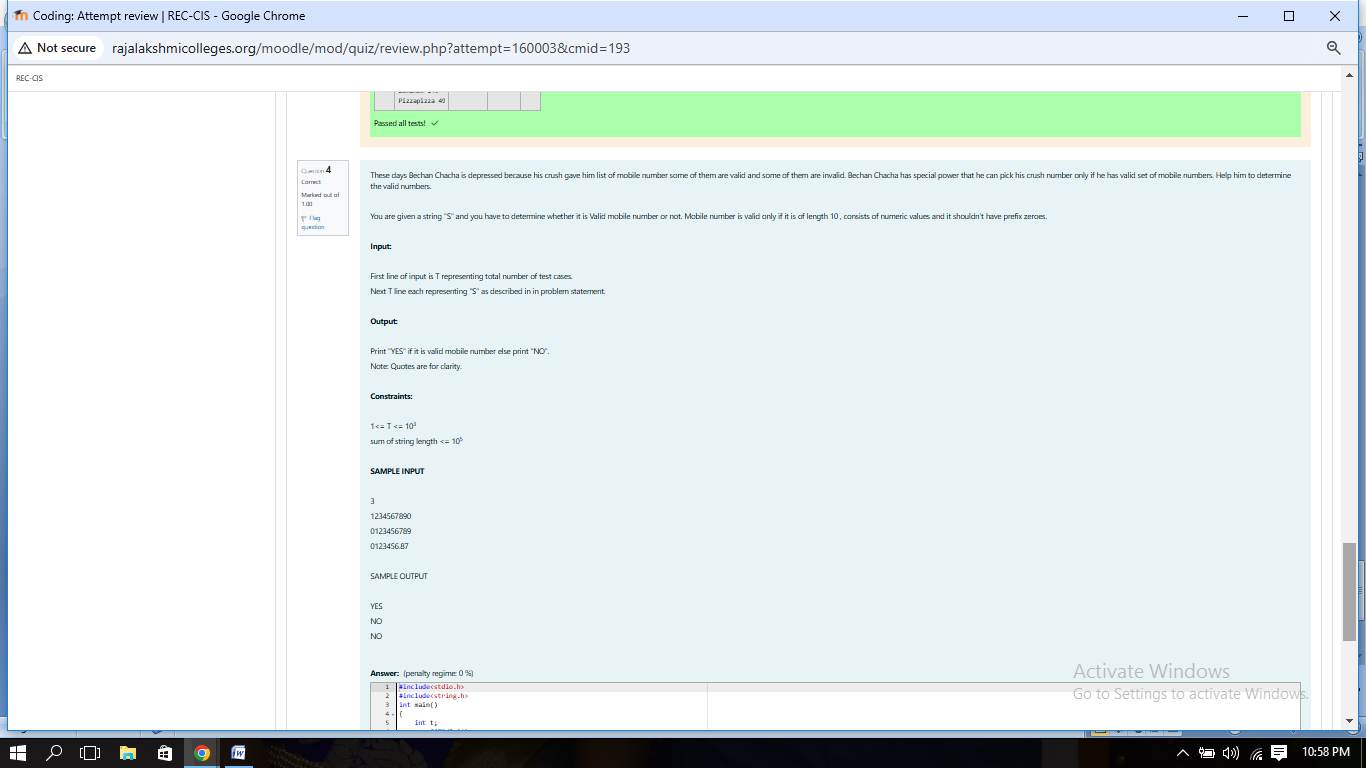 Coding: Attempt review | REC-CIS - Google Chrome
Not secure rajalakshmicolleges.org/moodle/mod/quiz/review.php?attempt=160003&cmid=193
REC-CIS
Pizzapizza 49
Passed all tests! ✓
Question 4
Correct
Marked out of
1.00
Flag
question
These days Bechan Chacha is depressed because his crush gave him list of mobile number some of them are valid and some of them are invalid. Bechan Chacha has special power that he can pick his crush number only if he has valid set of mobile numbers. Help him to determine
the valid numbers.
You are given a string "S" and you have to determine whether it is Valid mobile number or not. Mobile number is valid only if it is of length 10 , consists of numeric values and it shouldn't have prefix zeroes.
Input:
First line of input is T representing total number of test cases.
Next T line each representing "S" as described in in problem statement.
Output:
Print "YES" if it is valid mobile number else print "NO".
Note: Quotes are for clarity.
Constraints:
1<= T <= 10³
sum of string length <= 10⁵
SAMPLE INPUT
3
1234567890
0123456789
0123456.87
SAMPLE OUTPUT
YES
NO
NO
Answer: (penalty regime: 0 %)
1 #include<stdio.h>
2 #include<string.h>
3 int main()
4 {
5 int t;
Activate Windows
Go to Settings to activate Windows.
10:58 PM